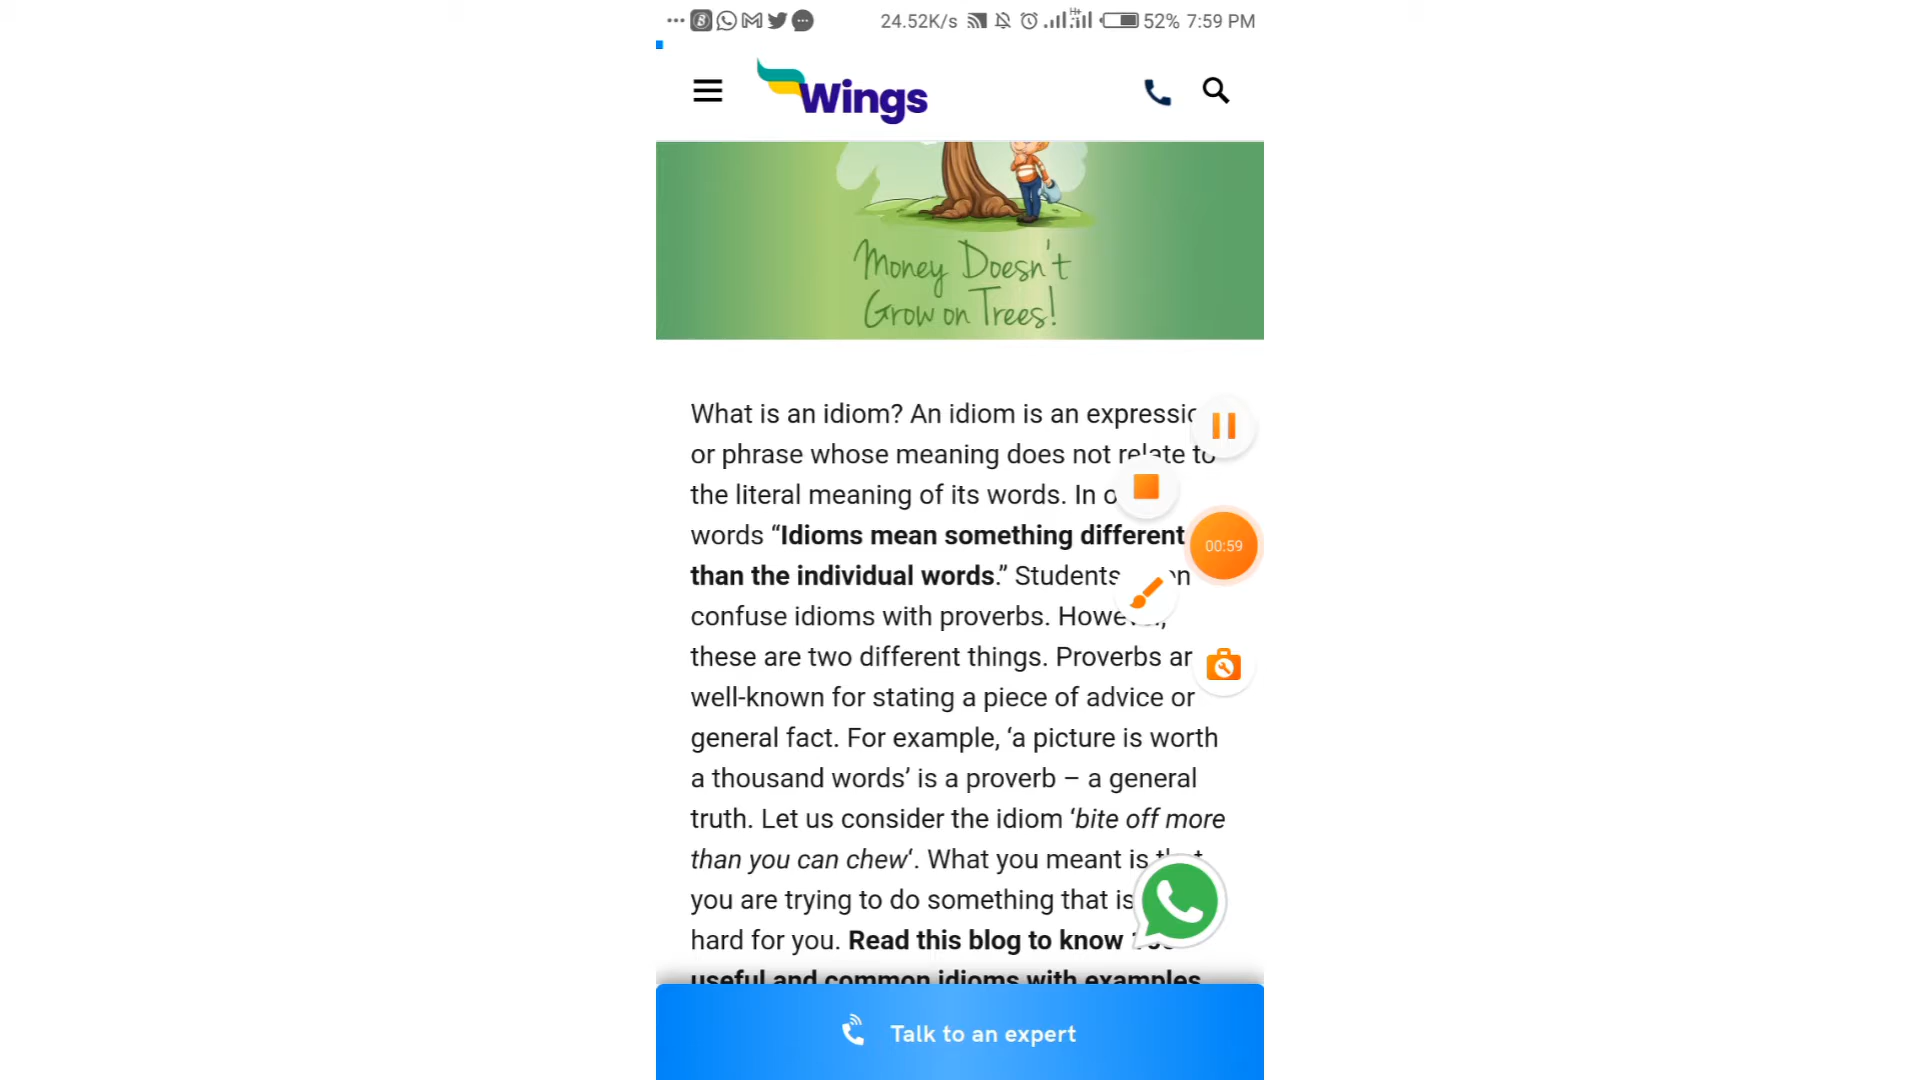 24.52K/s 52% 7:59 PM
Wings
Money Doesn't
Grow on Trees!
What is an idiom? An idiom is an expressio
or phrase whose meaning does not relate to
the literal meaning of its words. In o
words “Idioms mean something different
than the individual words.” Students
confuse idioms with proverbs. However,
these are two different things. Proverbs ar
well-known for stating a piece of advice or
general fact. For example, ‘a picture is worth
a thousand words’ is a proverb – a general
truth. Let us consider the idiom ‘bite off more
than you can chew‘. What you meant is that
you are trying to do something that is
hard for you. Read this blog to know
useful and common idioms with examples
00:59
Talk to an expert